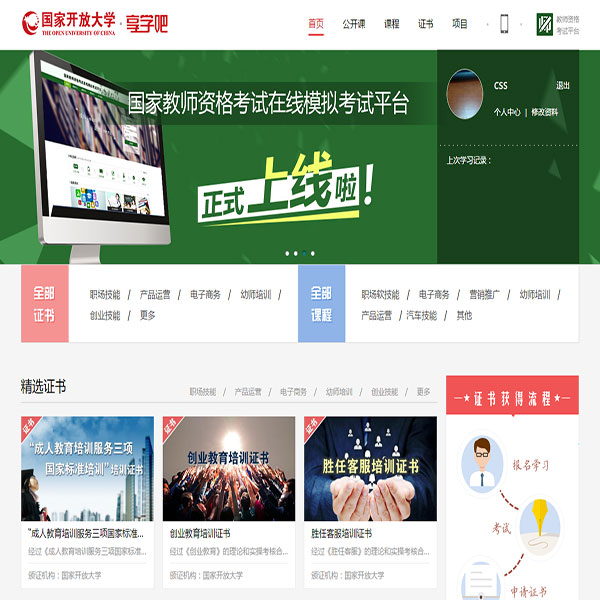 国家开放大学 · 享学吧
THE OPEN UNIVERSITY OF CHINA
首页 公开课 课程 证书 项目
教师资格
考试平台
国家教师资格考试在线模拟考试平台
正式上线啦！
CSS 退出
个人中心 | 修改资料
上次学习记录：
全部
证书
职场技能 / 产品运营 / 电子商务 / 幼师培训 /
创业技能 / 更多
全部
课程
职场软技能 / 电子商务 / 营销推广 / 幼师培训 /
产品运营 / 汽车技能 / 其他
精选证书
职场技能 / 产品运营 / 电子商务 / 幼师培训 / 创业技能 / 更多
证书
“成人教育培训服务三项
国家标准培训”培训证书
"成人教育培训服务三项国家标准...
经过《成人教育培训服务三项国家标准...
颁证机构：国家开放大学
证书
创业教育培训证书
创业教育培训证书
经过《创业教育》的理论和实操考核合...
颁证机构：国家开放大学
证书
胜任客服培训证书
胜任客服培训证书
经过《胜任客服》的理论和实操考核合...
颁证机构：国家开放大学
证书获得流程
报名学习
考试
申请证书